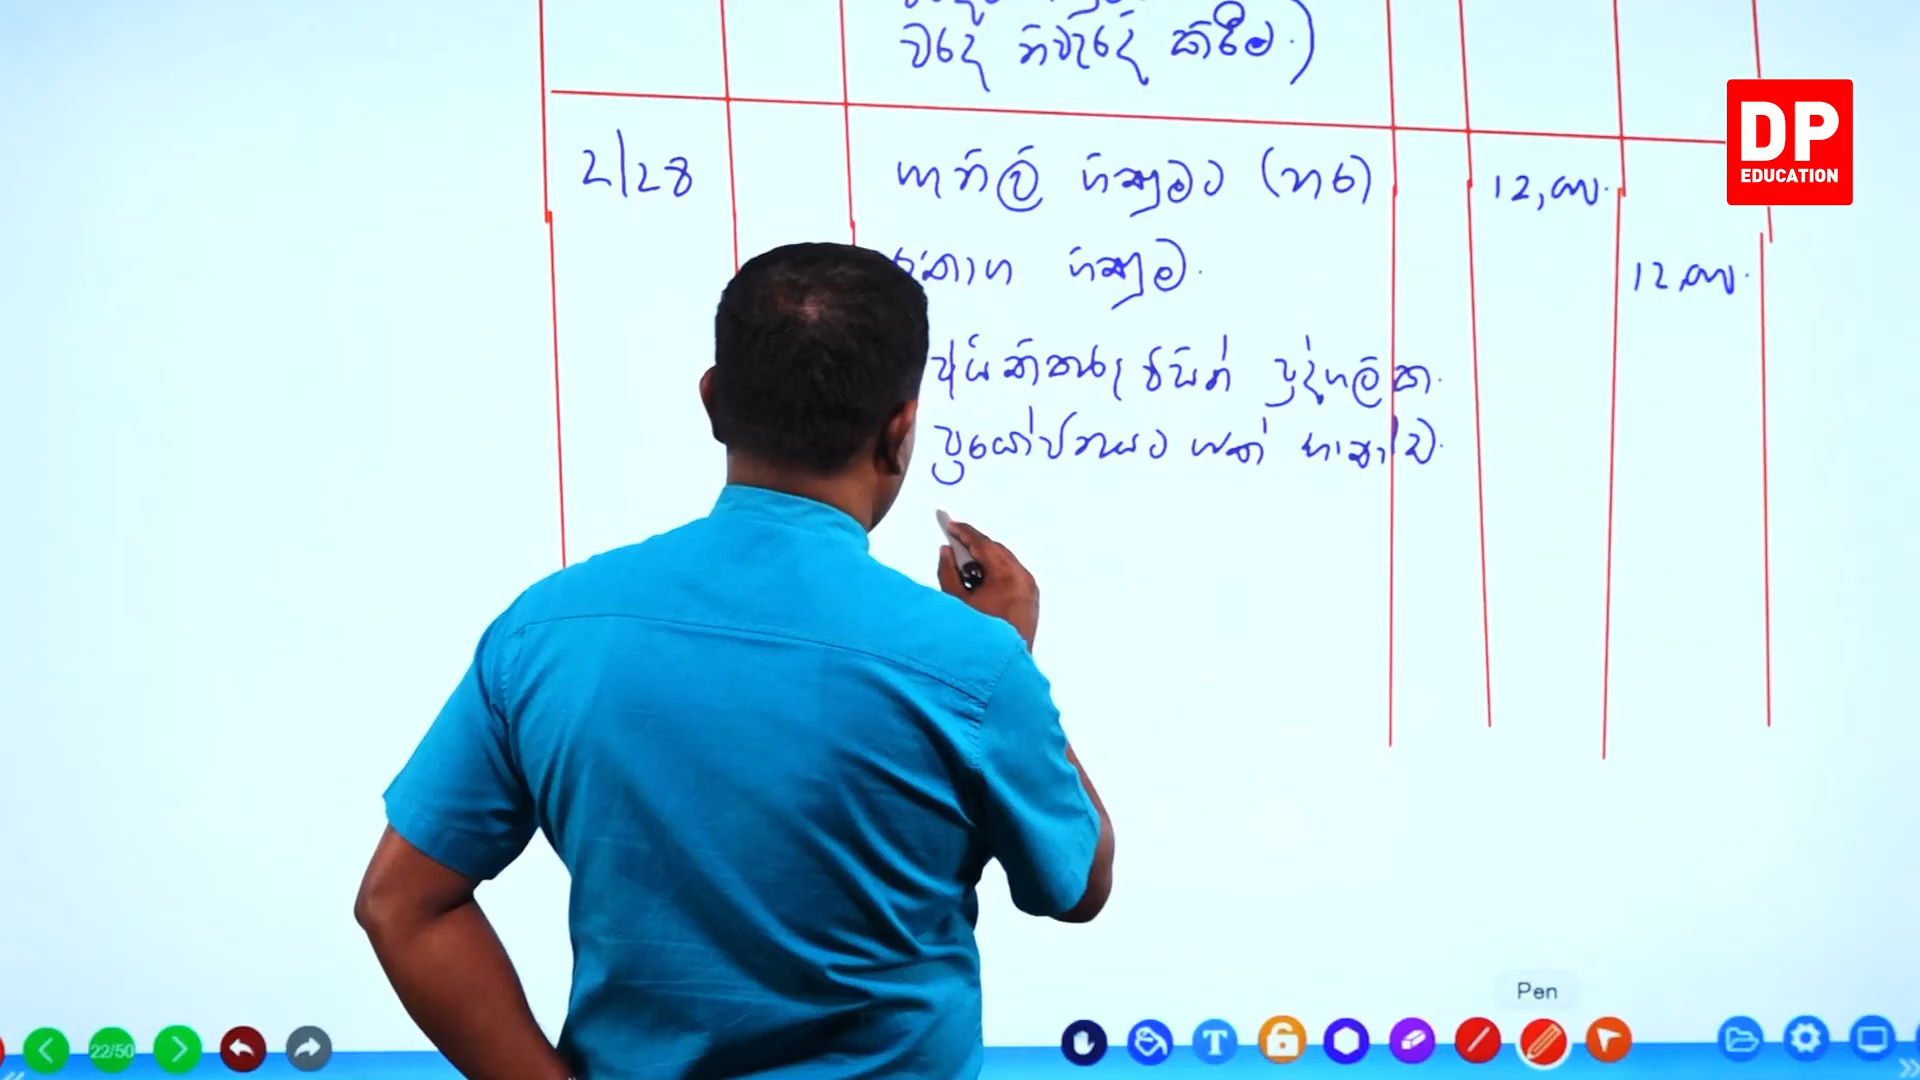 වරද නිවැරදි කිරීම.)
DP
EDUCATION
2/28 ගැනිලි ගිණුමට (හර) 12,000.
ගිණුම. 12,000.
අයිතිකරු විසින් පුද්ගලික
ප්‍රයෝජනයට ගත් භාණ්ඩ.
Pen
22/50
T